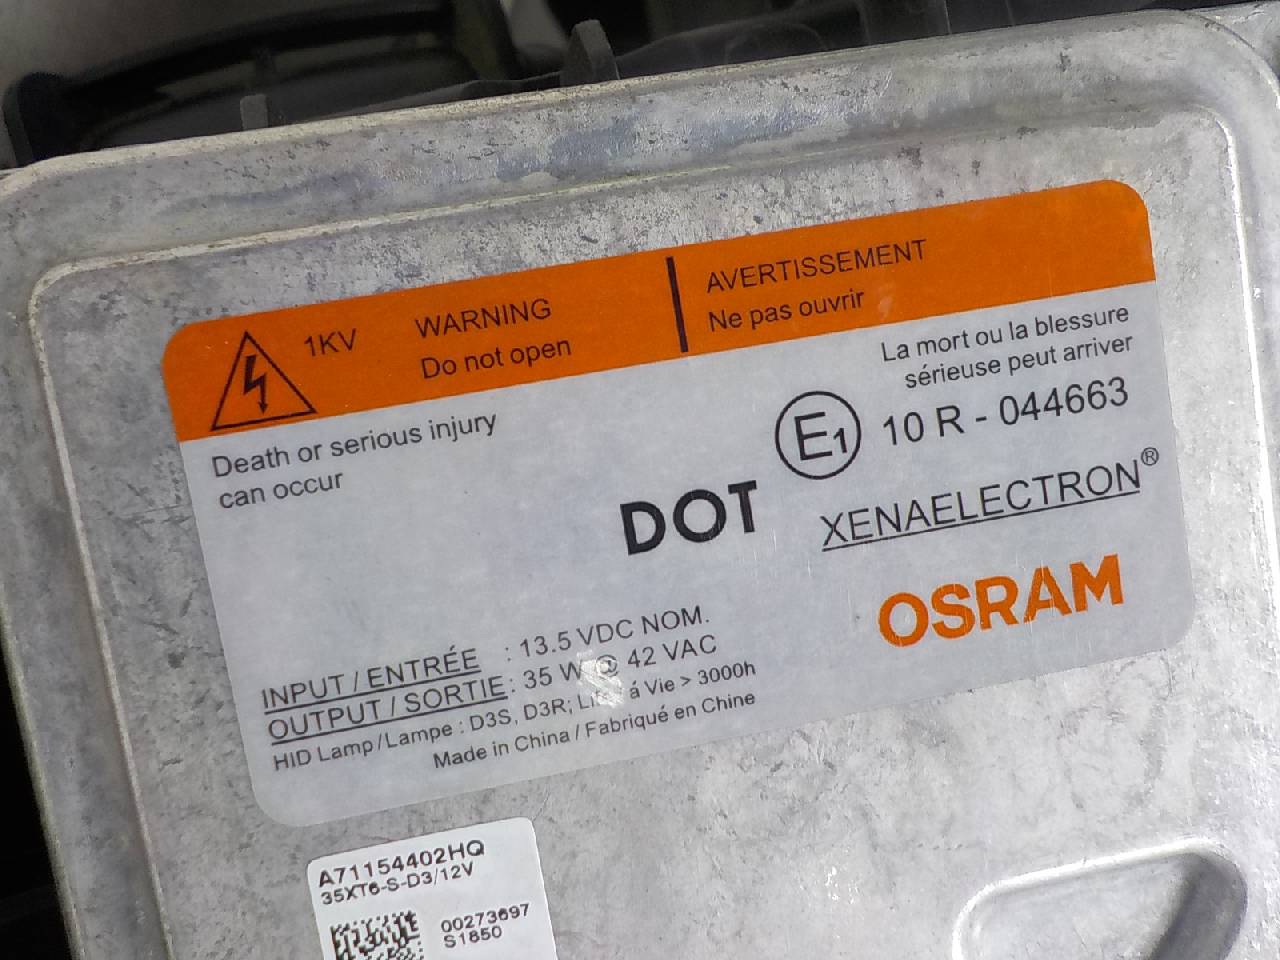 1KV
WARNING
Do not open
AVERTISSEMENT
Ne pas ouvrir
Death or serious injury
can occur
La mort ou la blessure
sérieuse peut arriver
E1 10 R - 044663
DOT
XENAELECTRON®
OSRAM
INPUT / ENTRÉE : 13.5 VDC NOM.
OUTPUT / SORTIE : 35 W @ 42 VAC
HID Lamp / Lampe : D3S, D3R; á Vie > 3000h
Made in China / Fabriqué en Chine
A71154402HQ
35XT6-S-D3/12V
00273697
S1850